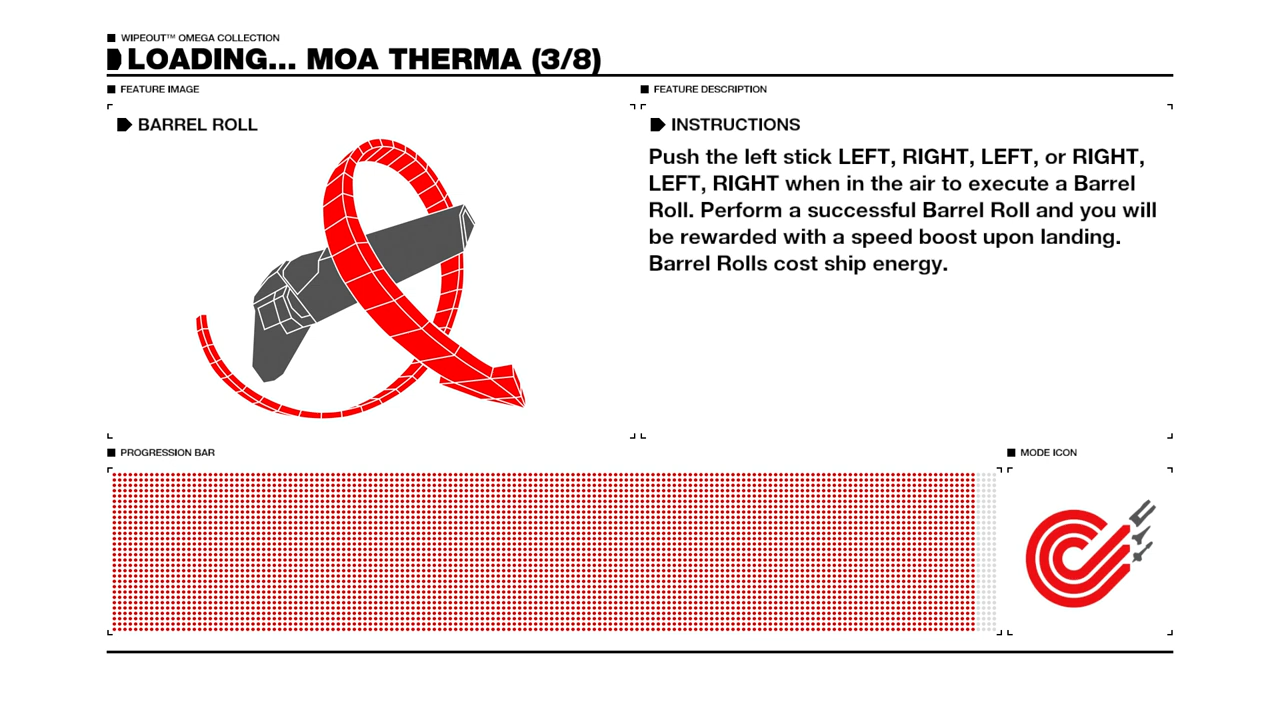 WIPEOUT™ OMEGA COLLECTION
LOADING... MOA THERMA (3/8)
FEATURE IMAGE
BARREL ROLL
FEATURE DESCRIPTION
INSTRUCTIONS
Push the left stick LEFT, RIGHT, LEFT, or RIGHT,
LEFT, RIGHT when in the air to execute a Barrel
Roll. Perform a successful Barrel Roll and you will
be rewarded with a speed boost upon landing.
Barrel Rolls cost ship energy.
PROGRESSION BAR
MODE ICON